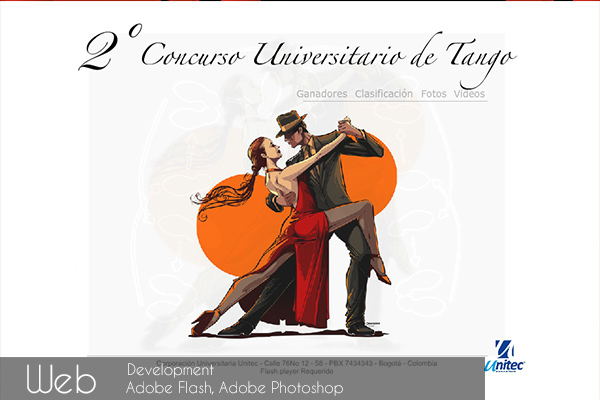 2º Concurso Universitario de Tango
Ganadores Clasificación Fotos Videos
Corporación Universitaria Unitec - Calle 76No 12 - 58 - PBX 7434343 - Bogotá - Colombia
Flash player Requerido
Unitec
Web
Development
Adobe Flash, Adobe Photoshop